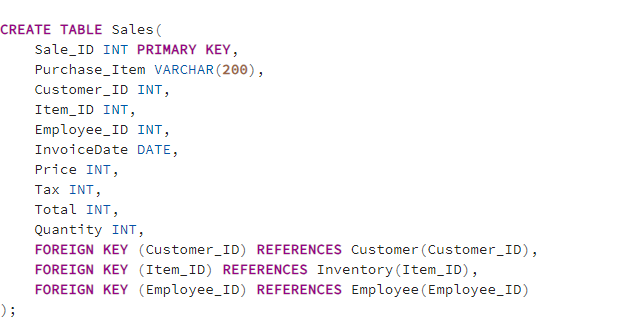 CREATE TABLE Sales(
    Sale_ID INT PRIMARY KEY,
    Purchase_Item VARCHAR(200),
    Customer_ID INT,
    Item_ID INT,
    Employee_ID INT,
    InvoiceDate DATE,
    Price INT,
    Tax INT,
    Total INT,
    Quantity INT,
    FOREIGN KEY (Customer_ID) REFERENCES Customer(Customer_ID),
    FOREIGN KEY (Item_ID) REFERENCES Inventory(Item_ID),
    FOREIGN KEY (Employee_ID) REFERENCES Employee(Employee_ID)
);